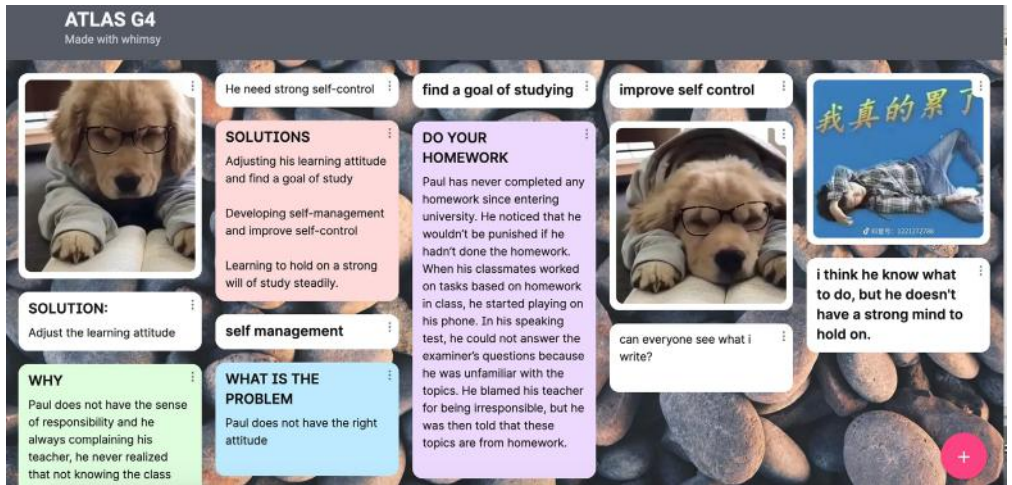 ATLAS G4
Made with whimsy
SOLUTION:
Adjust the learning attitude
WHY
Paul does not have the sense
of responsibility and he
always complaining his
teacher, he never realized
that not knowing the class
He need strong self-control
SOLUTIONS
Adjusting his learning attitude
and find a goal of study
Developing self-management
and improve self-control
Learning to hold on a strong
will of study steadily.
self management
WHAT IS THE
PROBLEM
Paul does not have the right
attitude
find a goal of studying
DO YOUR
HOMEWORK
Paul has never completed any
homework since entering
university. He noticed that he
wouldn't be punished if he
hadn't done the homework.
When his classmates worked
on tasks based on homework
in class, he started playing on
his phone. In his speaking
test, he could not answer the
examiner's questions because
he was unfamiliar with the
topics. He blamed his teacher
for being irresponsible, but he
was then told that these
topics are from homework.
improve self control
can everyone see what i
write?
我真的累了
i think he know what
to do, but he doesn't
have a strong mind to
hold on.